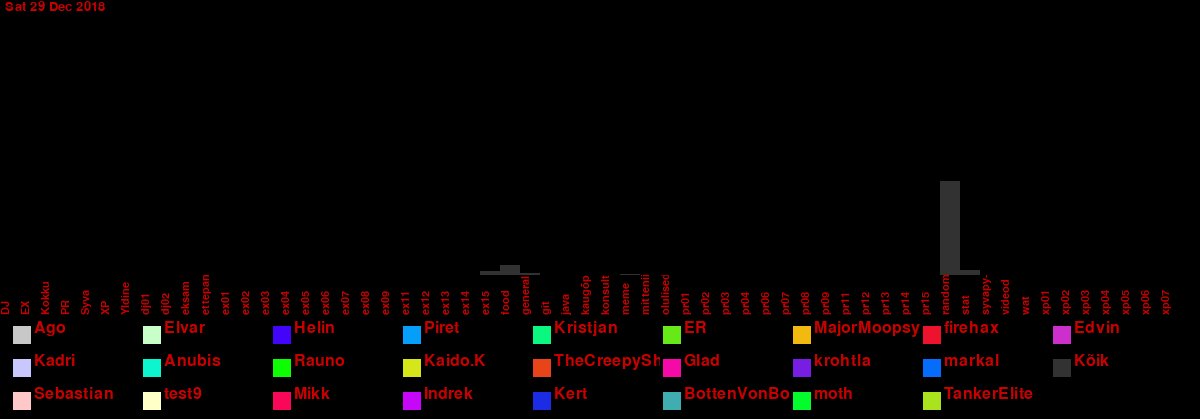 Sat 29 Dec 2018
DJ EX Kokku PR Syva XP Yldine dj01 dj02 eksam ettepan ex01 ex02 ex03 ex04 ex05 ex06 ex07 ex08 ex09 ex11 ex12 ex13 ex14 ex15 food general git java kaugõp konsult meme mittenii olulised pr01 pr02 pr03 pr04 pr06 pr07 pr08 pr09 pr11 pr12 pr13 pr14 pr15 random stat syvapy- videod wat xp01 xp02 xp03 xp04 xp05 xp06 xp07
Ago Elvar Helin Piret Kristjan ER MajorMoopsy firehax Edvin
Kadri Anubis Rauno Kaido.K TheCreepySh Glad krohtla markal Kõik
Sebastian test9 Mikk Indrek Kert BottenVonBo moth TankerElite